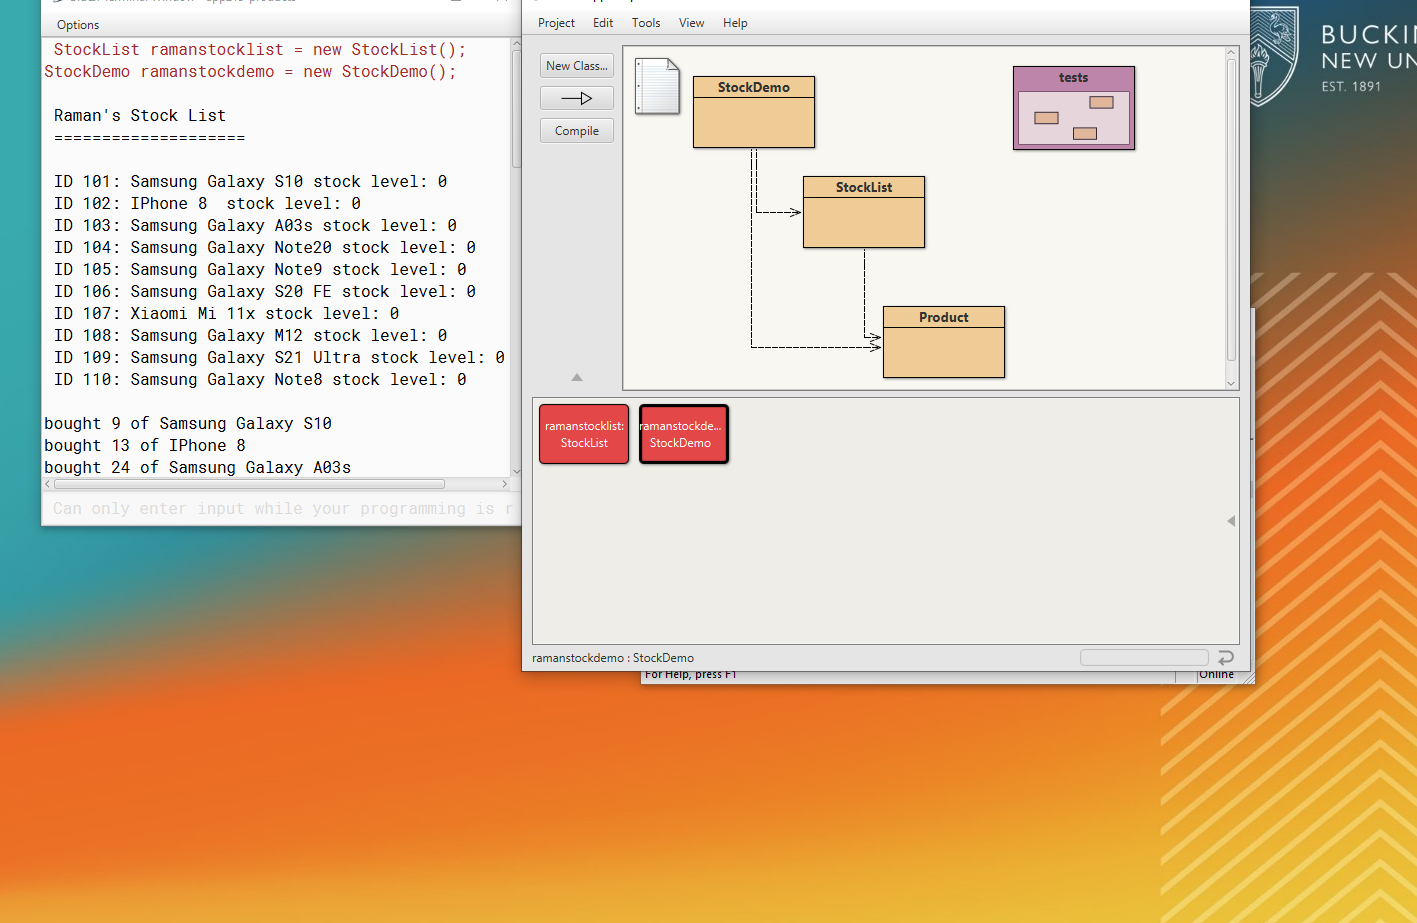 Options
StockList ramanstocklist = new StockList();
StockDemo ramanstockdemo = new StockDemo();
Raman's Stock List
====================
ID 101: Samsung Galaxy S10 stock level: 0
ID 102: IPhone 8  stock level: 0
ID 103: Samsung Galaxy A03s stock level: 0
ID 104: Samsung Galaxy Note20 stock level: 0
ID 105: Samsung Galaxy Note9 stock level: 0
ID 106: Samsung Galaxy S20 FE stock level: 0
ID 107: Xiaomi Mi 11x stock level: 0
ID 108: Samsung Galaxy M12 stock level: 0
ID 109: Samsung Galaxy S21 Ultra stock level: 0
ID 110: Samsung Galaxy Note8 stock level: 0
bought 9 of Samsung Galaxy S10
bought 13 of IPhone 8
bought 24 of Samsung Galaxy A03s
Can only enter input while your programming is r
Project Edit Tools View Help
New Class...
Compile
StockDemo
tests
StockList
Product
ramanstocklist:
StockList
ramanstockde...
StockDemo
ramanstockdemo : StockDemo
For Help, press F1
Online
BUCKIN
NEW UN
EST. 1891